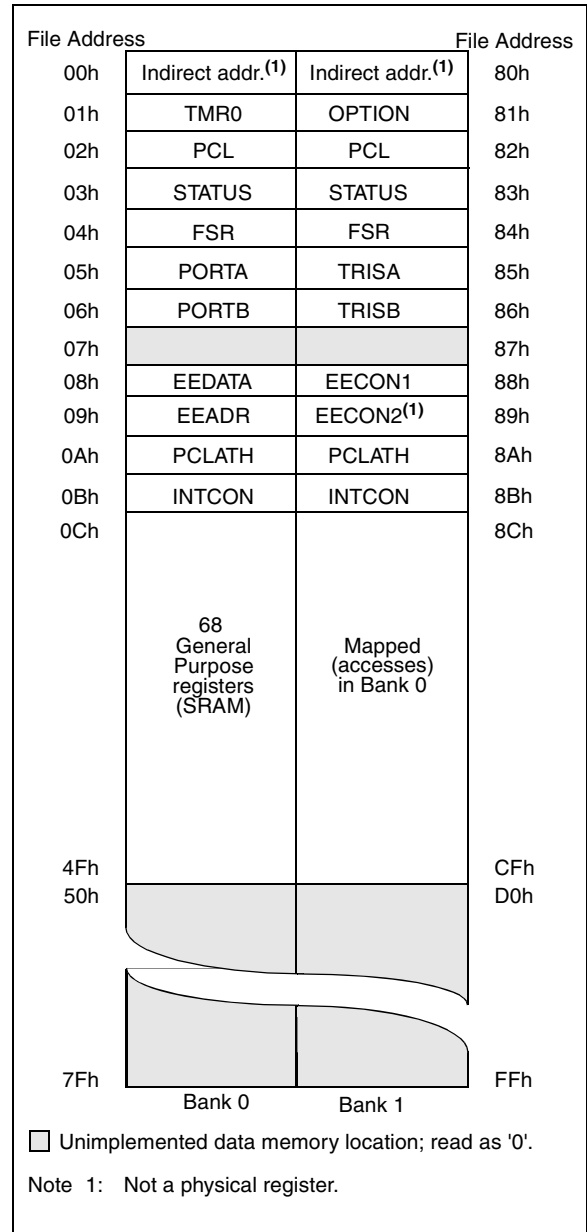 File Address File Address
00h Indirect addr.(1) Indirect addr.(1) 80h
01h TMR0 OPTION 81h
02h PCL PCL 82h
03h STATUS STATUS 83h
04h FSR FSR 84h
05h PORTA TRISA 85h
06h PORTB TRISB 86h
07h 87h
08h EEDATA EECON1 88h
09h EEADR EECON2(1) 89h
0Ah PCLATH PCLATH 8Ah
0Bh INTCON INTCON 8Bh
0Ch 8Ch
68
General
Purpose
registers
(SRAM)
Mapped
(accesses)
in Bank 0
4Fh CFh
50h D0h
7Fh FFh
Bank 0 Bank 1
Unimplemented data memory location; read as '0'.
Note 1: Not a physical register.